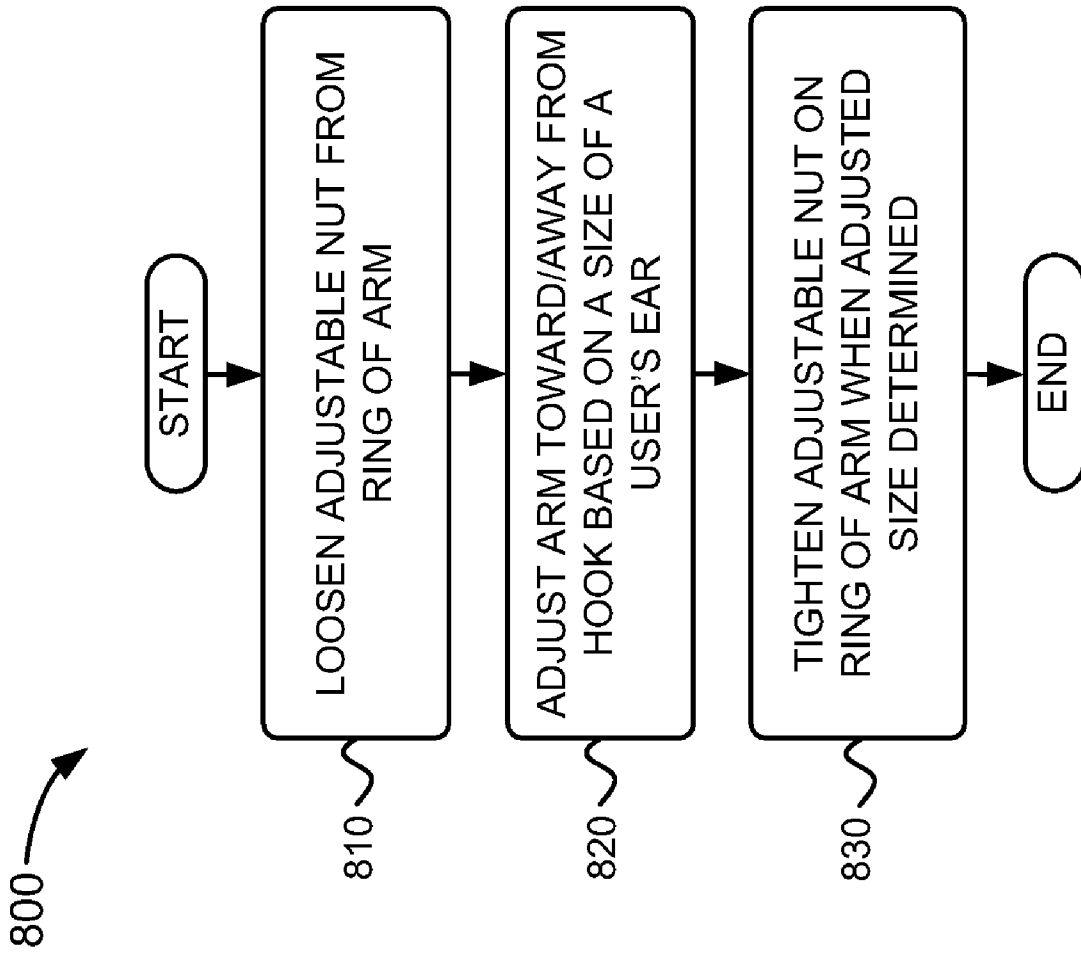 800
START
810
LOOSEN ADJUSTABLE NUT FROM
RING OF ARM
820
ADJUST ARM TOWARD/AWAY FROM
HOOK BASED ON A SIZE OF A
USER'S EAR
830
TIGHTEN ADJUSTABLE NUT ON
RING OF ARM WHEN ADJUSTED
SIZE DETERMINED
END